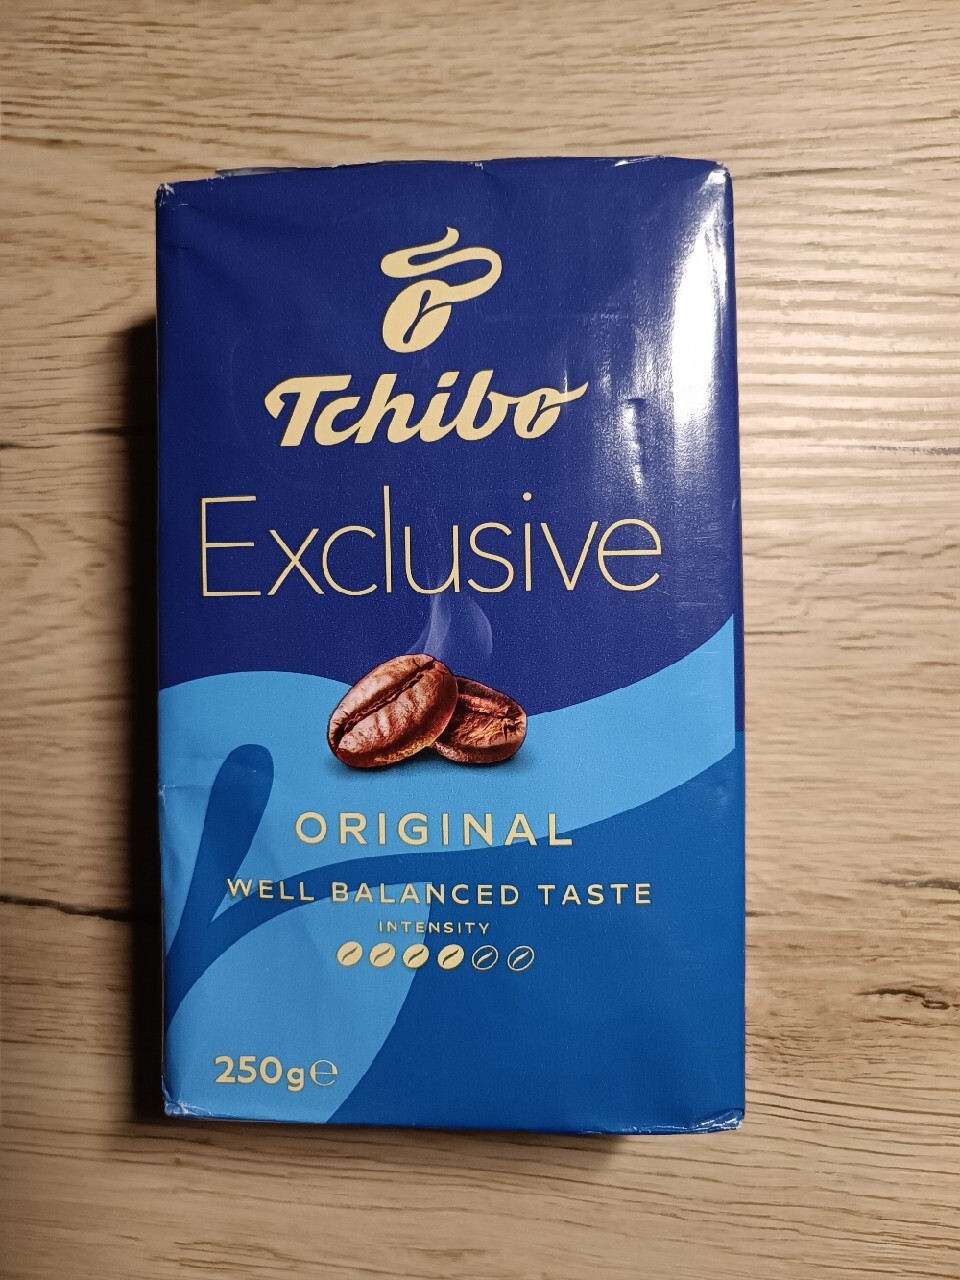 Tchibo
Exclusive
ORIGINAL
WELL BALANCED TASTE
INTENSITY
250g℮